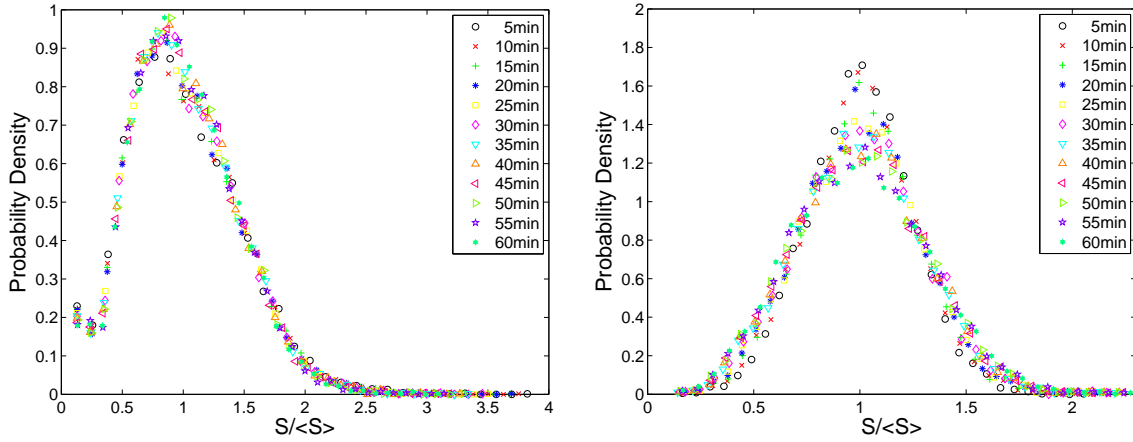 Probability Density
1
0.9
0.8
0.7
0.6
0.5
0.4
0.3
0.2
0.1
0
0
0.5
1
1.5
2
2.5
3
3.5
4
S/<S>
5min
10min
15min
20min
25min
30min
35min
40min
45min
50min
55min
60min
Probability Density
2
1.8
1.6
1.4
1.2
1
0.8
0.6
0.4
0.2
0
0
0.5
1
1.5
2
S/<S>
5min
10min
15min
20min
25min
30min
35min
40min
45min
50min
55min
60min